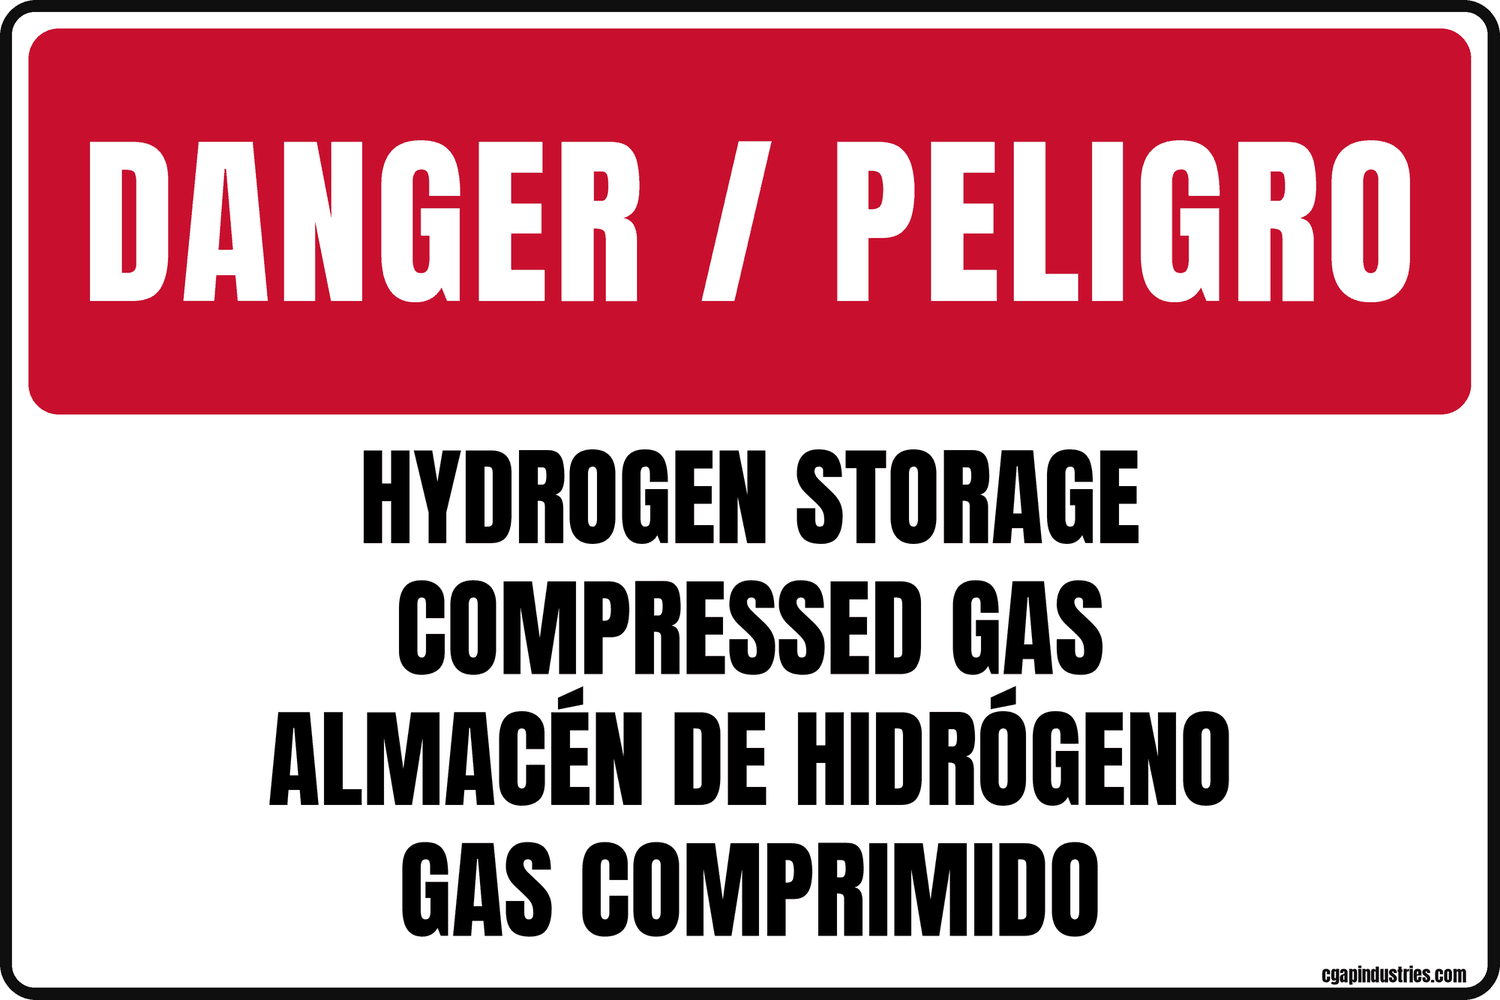 DANGER / PELIGRO
HYDROGEN STORAGE
COMPRESSED GAS
ALMACÉN DE HIDRÓGENO
GAS COMPRIMIDO
cgapindustries.com